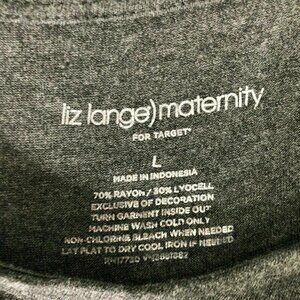 liz lange) maternity
FOR TARGET®
L
MADE IN INDONESIA
70% RAYON / 30% LYOCELL
EXCLUSIVE OF DECORATION
TURN GARMENT INSIDE OUT
MACHINE WASH COLD ONLY
NON-CHLORINE BLEACH WHEN NEEDED
LAY FLAT TO DRY COOL IRON IF NEEDED